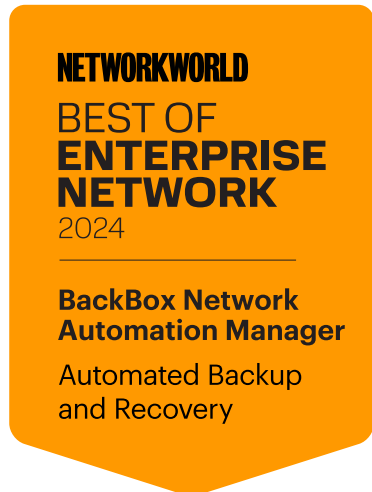 NETWORKWORLD
BEST OF
ENTERPRISE
NETWORK
2024
BackBox Network
Automation Manager
Automated Backup
and Recovery